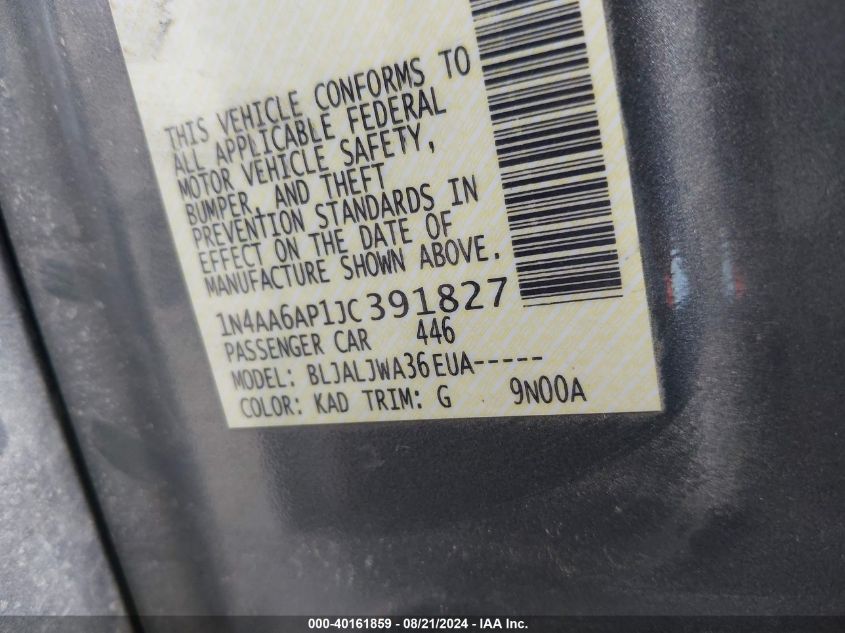 THIS VEHICLE CONFORMS TO
ALL APPLICABLE FEDERAL
MOTOR VEHICLE SAFETY,
BUMPER, AND THEFT
PREVENTION STANDARDS IN
EFFECT ON THE DATE OF
MANUFACTURE SHOWN ABOVE.
1N4AA6AP1JC391827
PASSENGER CAR 446
MODEL: BLJALJWA36EUA-----
COLOR: KAD TRIM: G 9N00A
000-40161859 - 08/21/2024 - IAA Inc.